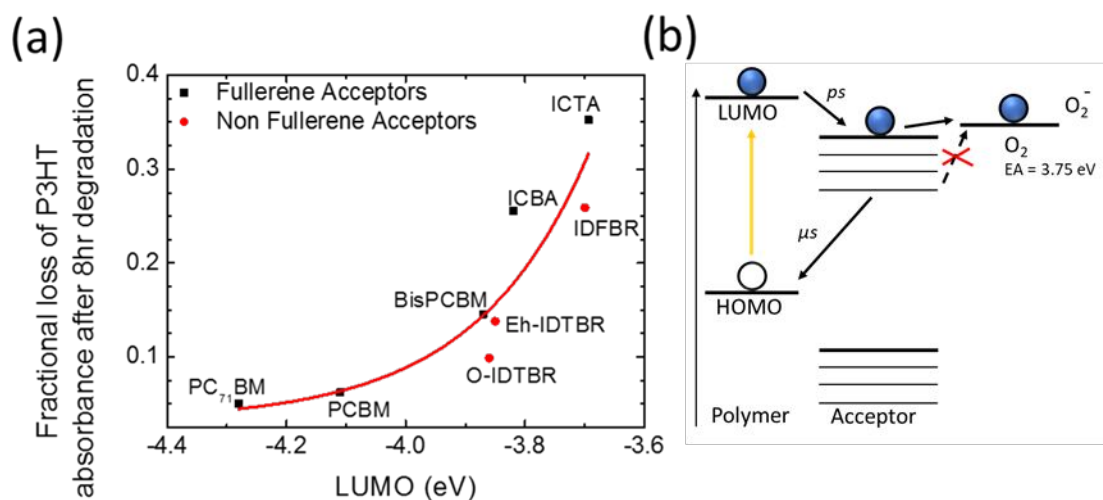 (a)
Fractional loss of P3HT
absorbance after 8hr degradation
0.4
0.3
0.2
0.1
Fullerene Acceptors
Non Fullerene Acceptors
ICTA
ICBA
IDFBR
BisPCBM
Eh-IDTBR
O-IDTBR
PC71BM
PCBM
-4.4
-4.2
-4.0
-3.8
-3.6
LUMO (eV)
(b)
LUMO
ps
O2-
O2
EA = 3.75 eV
μs
HOMO
Polymer
Acceptor